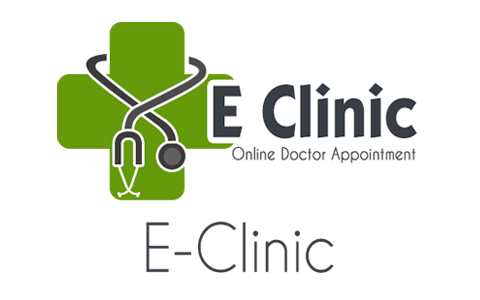 E Clinic
Online Doctor Appointment
E-Clinic